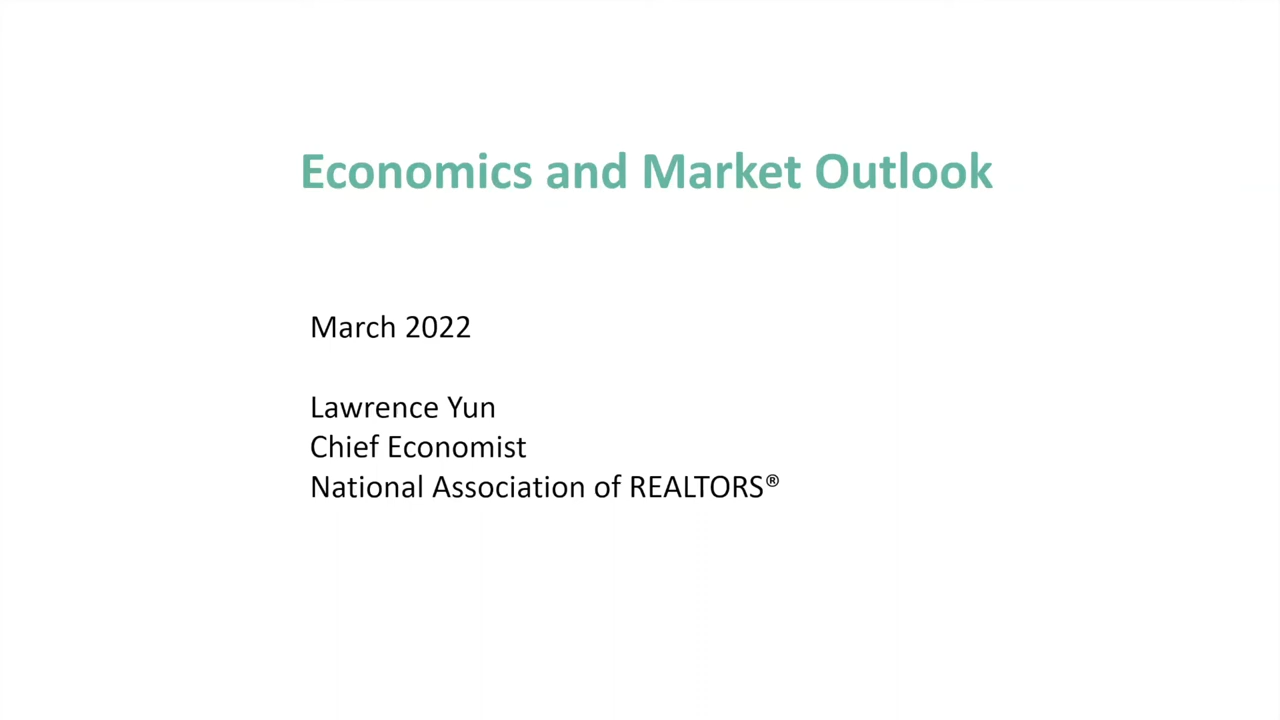 Economics and Market Outlook
March 2022
Lawrence Yun
Chief Economist
National Association of REALTORS®